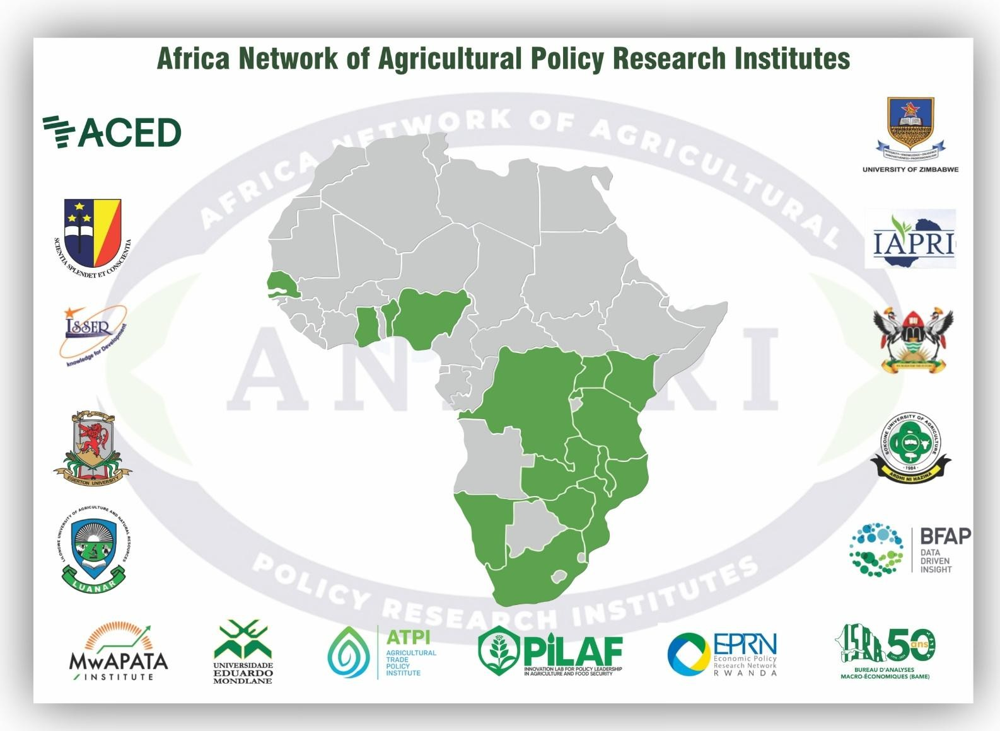 Africa Network of Agricultural Policy Research Institutes
AFRICA NETWORK OF AGRICULTURAL
ACED
UNIVERSITY OF ZIMBABWE
SCIENTIA SPLENDET ET CONSCIENTIA
IAPRI
ISSER
knowledge for Development
AN RI
EGERTON UNIVERSITY
SOKOINE UNIVERSITY OF AGRICULTURE
·1984·
ARDHI NI HAZINA
LILONGWE UNIVERSITY OF AGRICULTURE AND NATURAL RESOURCES
LUANAR
BFAP
DATA
DRIVEN
INSIGHT
POLICY RESEARCH INSTITUTES
MWAPATA
INSTITUTE
UNIVERSIDADE
EDUARDO
MONDLANE
ATPI
AGRICULTURAL
TRADE
POLICY
INSTITUTE
PiLAF
INNOVATION LAB FOR POLICY LEADERSHIP
IN AGRICULTURE AND FOOD SECURITY
EPRN
Economic Policy
Research Network
RWANDA
ISRA 50
ans
BUREAU D'ANALYSES
MACRO-ÉCONOMIQUES (BAME)